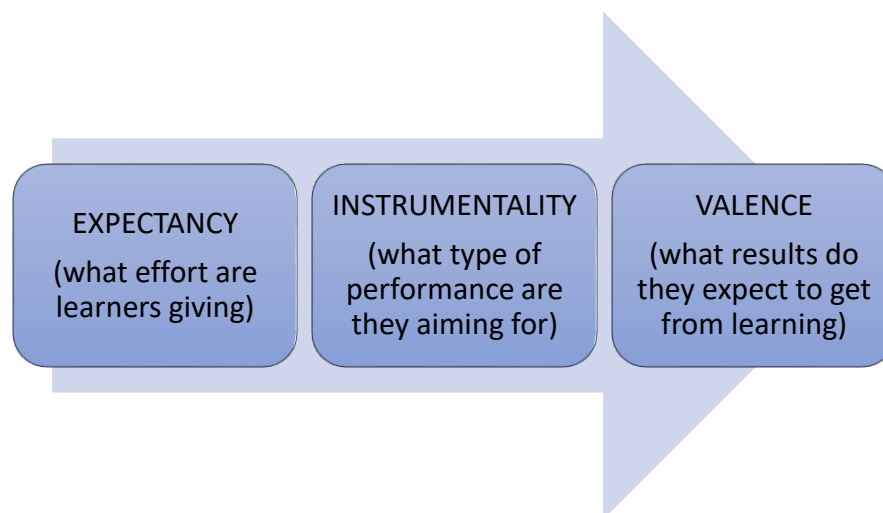 EXPECTANCY
(what effort are
learners giving)
INSTRUMENTALITY
(what type of
performance are
they aiming for)
VALENCE
(what results do
they expect to get
from learning)